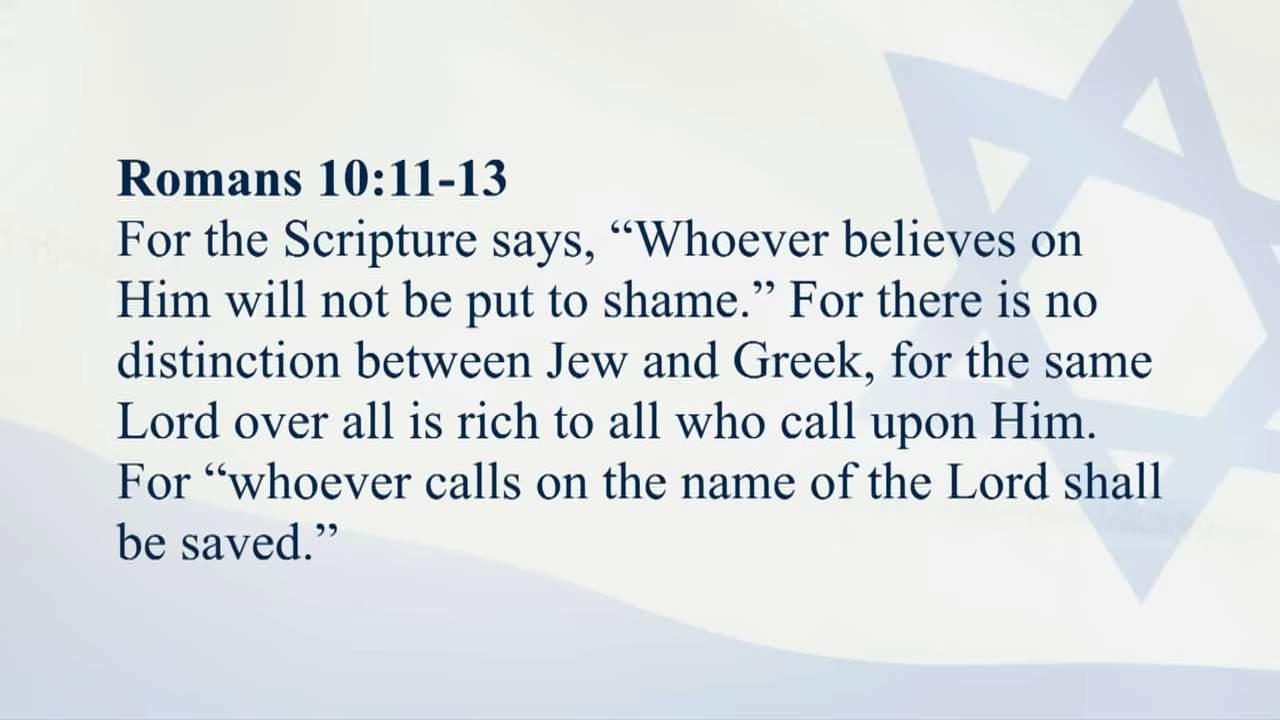 Romans 10:11-13
For the Scripture says, “Whoever believes on
Him will not be put to shame.” For there is no
distinction between Jew and Greek, for the same
Lord over all is rich to all who call upon Him.
For “whoever calls on the name of the Lord shall
be saved.”